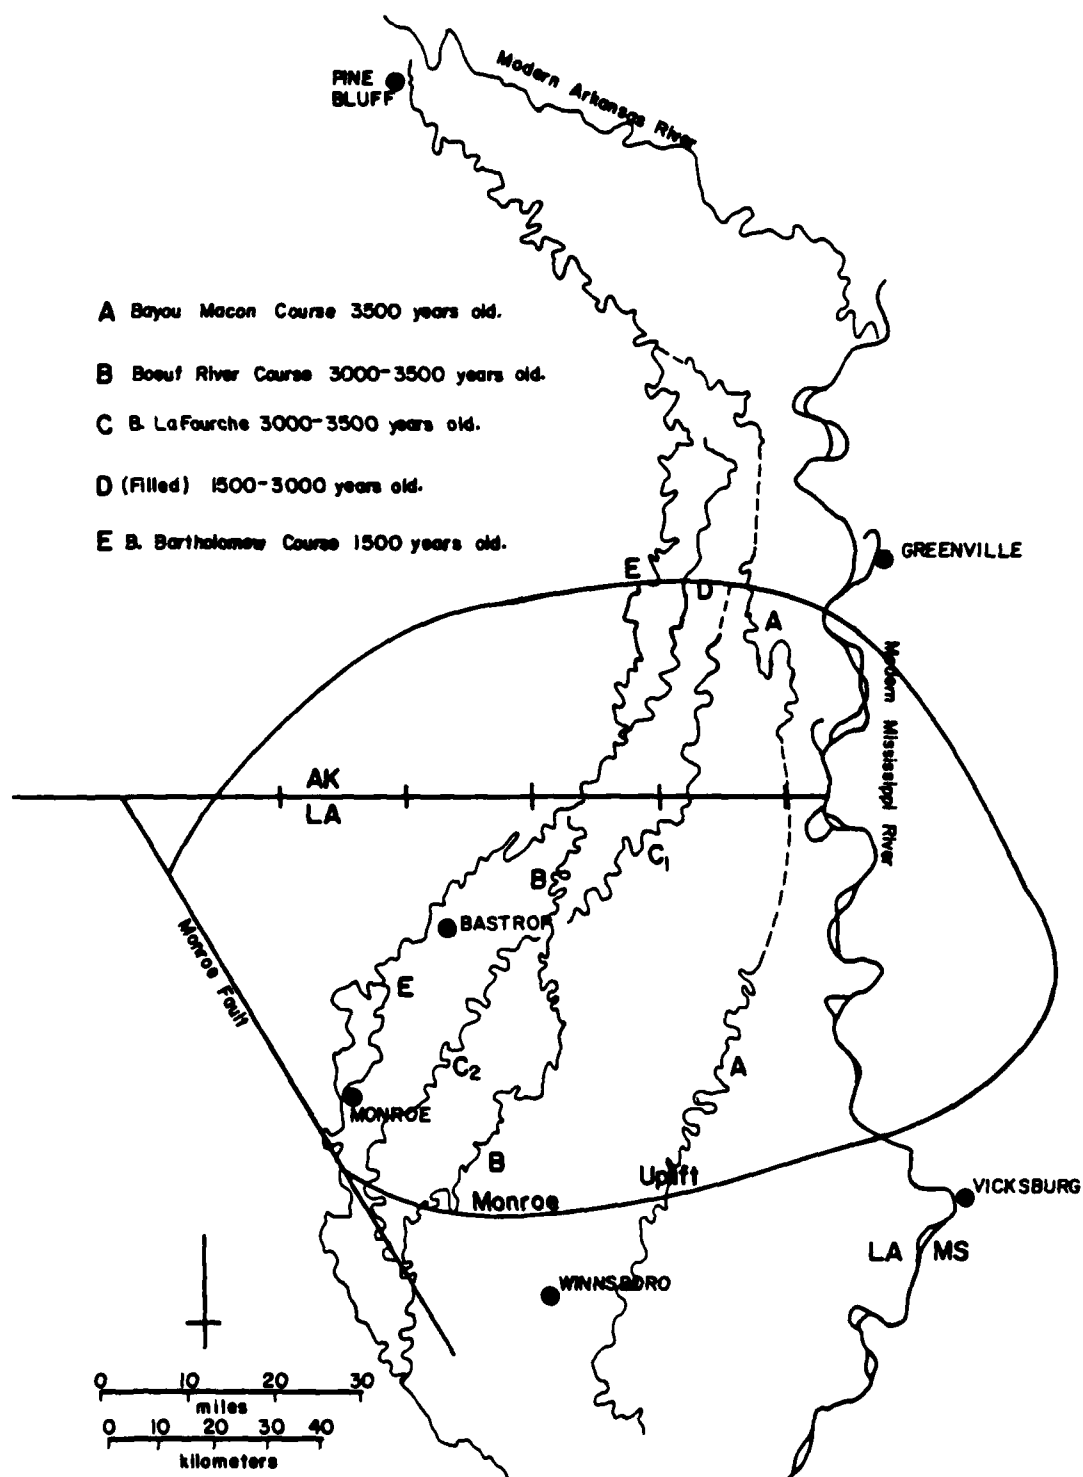 Modern Arkansas River
PINE
BLUFF
A Bayou Macon Course 3500 years old.
B Boeuf River Course 3000-3500 years old.
C B. LaFourche 3000-3500 years old.
D (Filled) 1500-3000 years old.
E B. Bartholomew Course 1500 years old.
GREENVILLE
E
D
A
Modern Mississippi River
AK
LA
C1
B
BASTROP
Monroe Fault
E
C2
A
MONROE
B
Monroe Uplift
VICKSBURG
LA MS
WINNSBORO
0 10 20 30
miles
0 10 20 30 40
kilometers